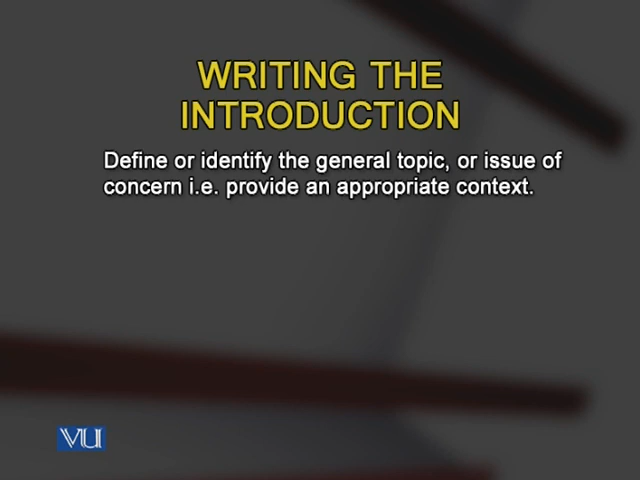 WRITING THE
INTRODUCTION
Define or identify the general topic, or issue of
concern i.e. provide an appropriate context.
VU